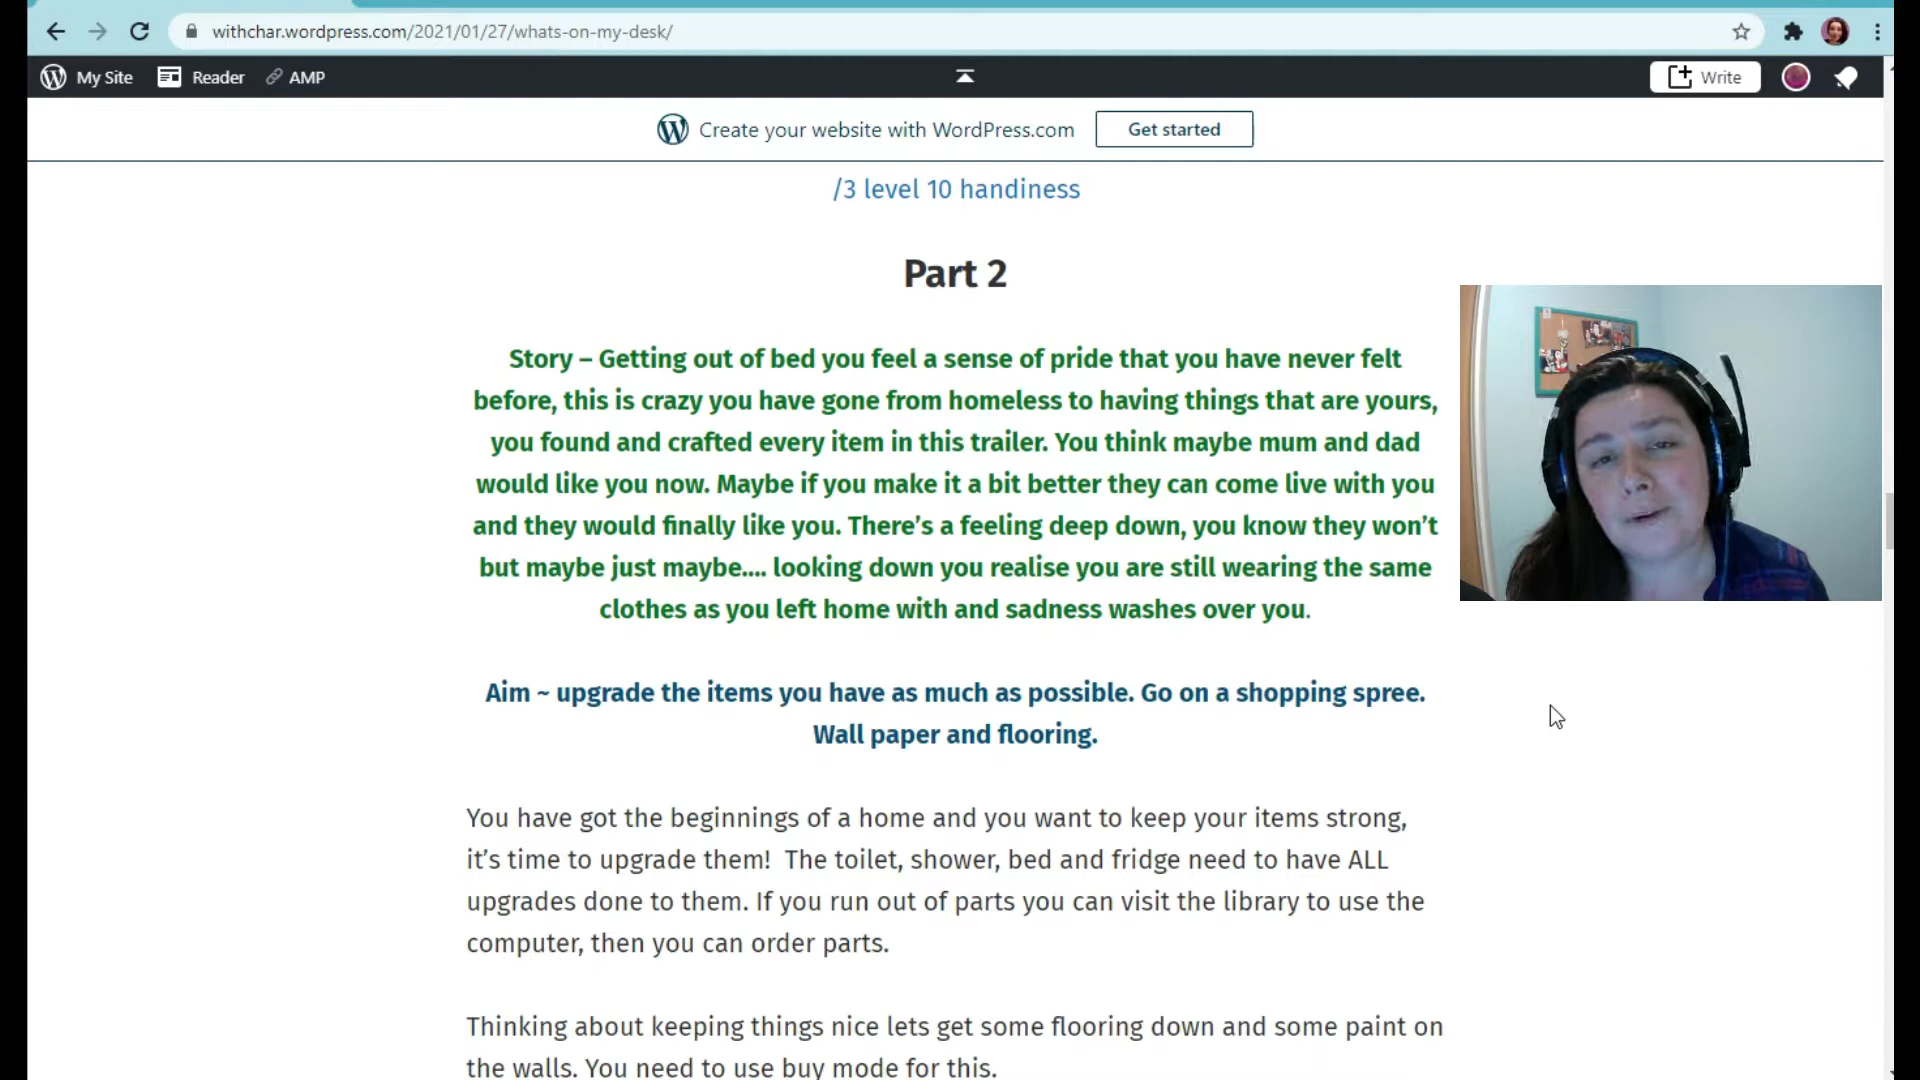 withchar.wordpress.com/2021/01/27/whats-on-my-desk/
My Site Reader AMP Write
Create your website with WordPress.com Get started
/3 level 10 handiness
Part 2
Story – Getting out of bed you feel a sense of pride that you have never felt
before, this is crazy you have gone from homeless to having things that are yours,
you found and crafted every item in this trailer. You think maybe mum and dad
would like you now. Maybe if you make it a bit better they can come live with you
and they would finally like you. There’s a feeling deep down, you know they won’t
but maybe just maybe…. looking down you realise you are still wearing the same
clothes as you left home with and sadness washes over you.
Aim ~ upgrade the items you have as much as possible. Go on a shopping spree.
Wall paper and flooring.
You have got the beginnings of a home and you want to keep your items strong,
it’s time to upgrade them!  The toilet, shower, bed and fridge need to have ALL
upgrades done to them. If you run out of parts you can visit the library to use the
computer, then you can order parts.
Thinking about keeping things nice lets get some flooring down and some paint on
the walls. You need to use buy mode for this.